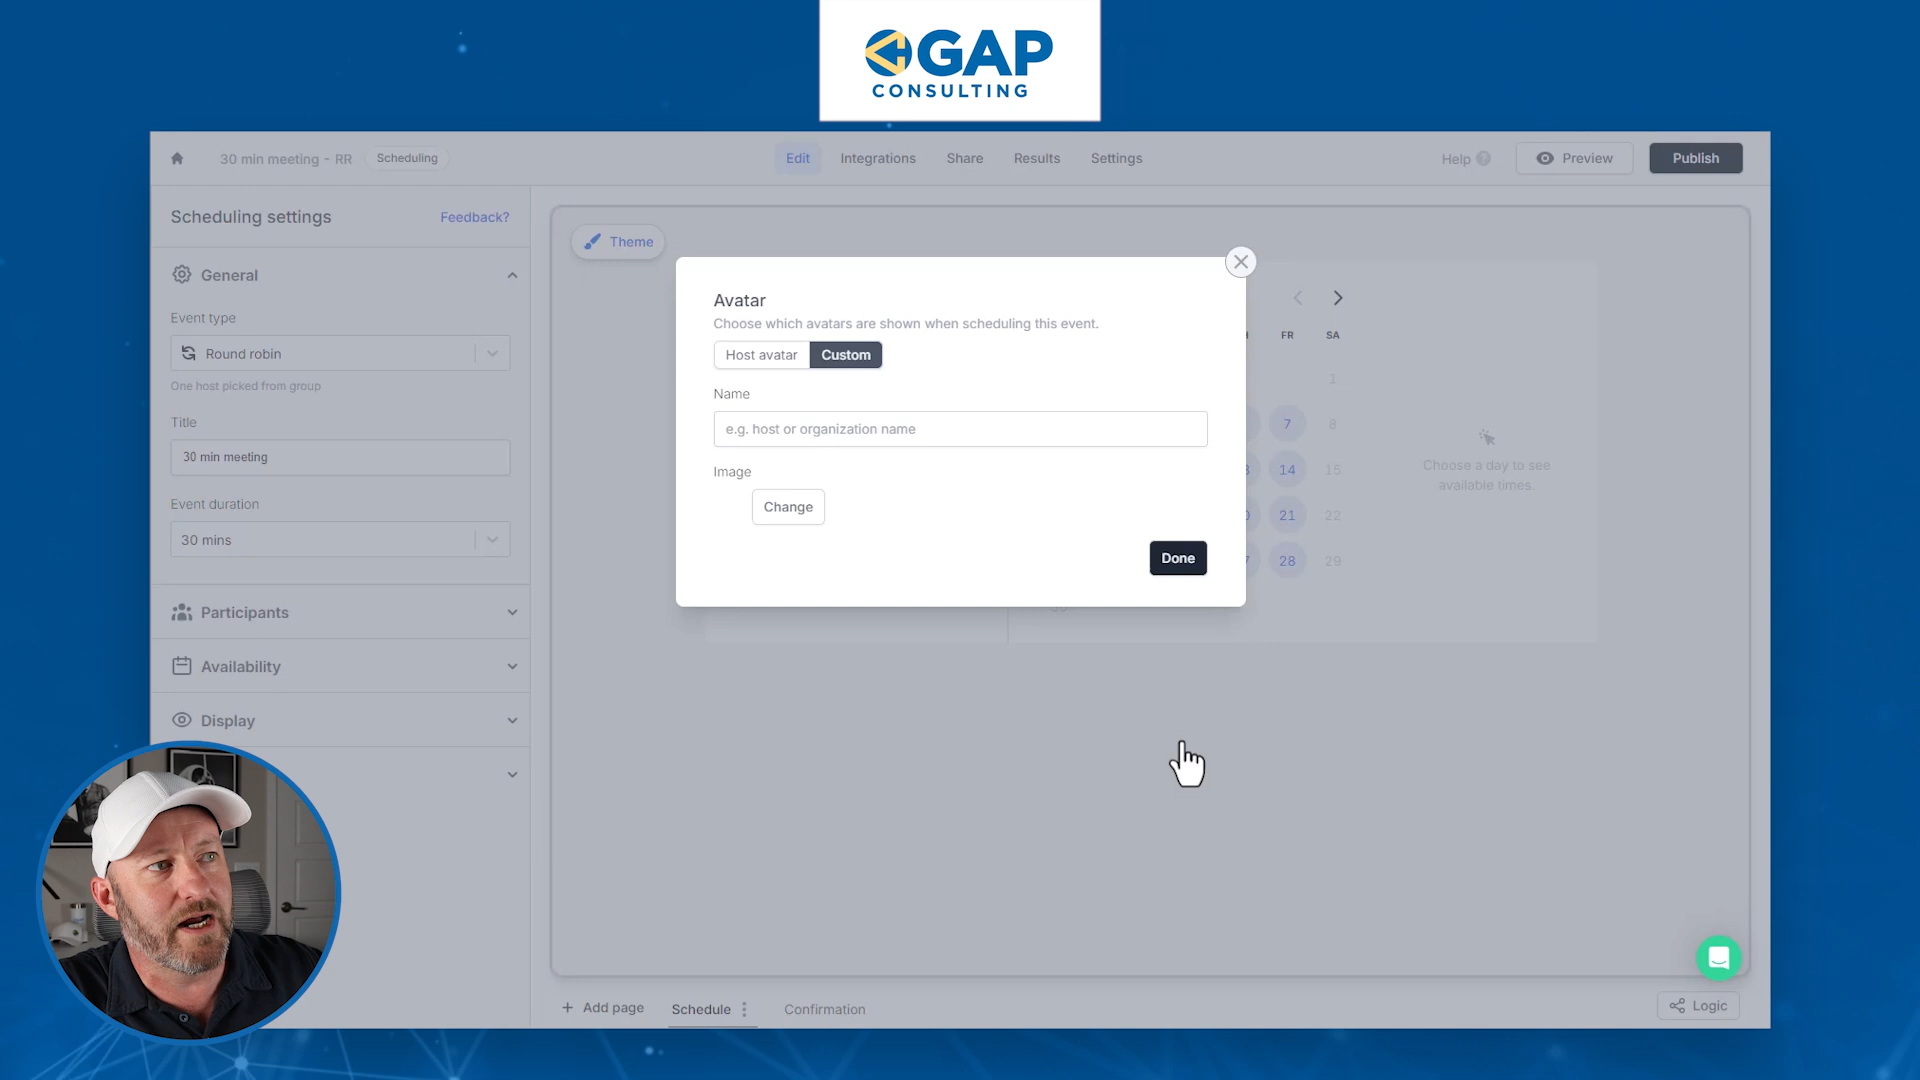 GAP
CONSULTING
30 min meeting - RR
Scheduling
Edit
Integrations
Share
Results
Settings
Help
Preview
Publish
Scheduling settings
Feedback?
General
Event type
Round robin
One host picked from group
Title
30 min meeting
Event duration
30 mins
Participants
Availability
Display
Theme
Avatar
Choose which avatars are shown when scheduling this event.
Host avatar
Custom
Name
e.g. host or organization name
Image
Change
Done
FR
SA
1
7
8
14
15
21
22
28
29
Choose a day to see
available times.
+ Add page
Schedule
Confirmation
Logic